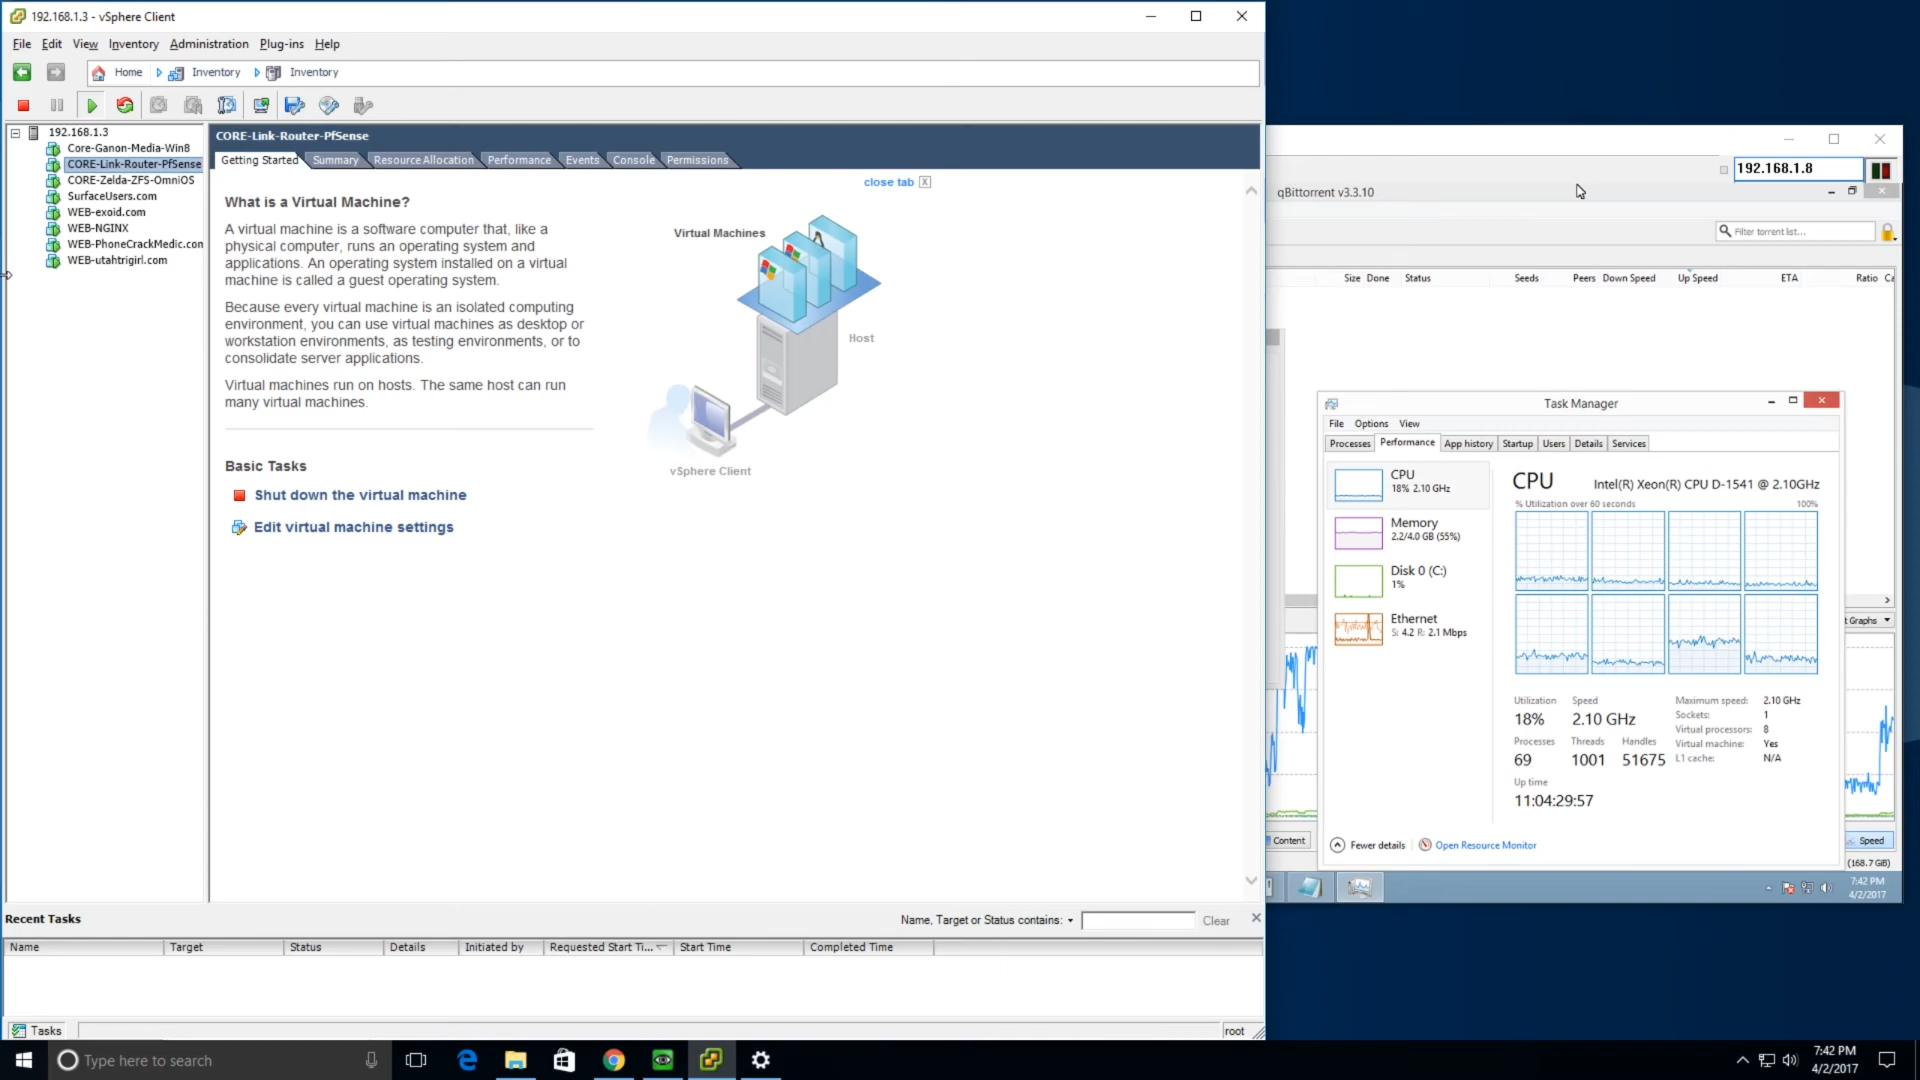 192.168.1.3 - vSphere Client
File Edit View Inventory Administration Plug-ins Help
Home Inventory Inventory
192.168.1.3
Core-Ganon-Media-Win8
CORE-Link-Router-PfSense
CORE-Zelda-ZFS-OmniOS
SurfaceUsers.com
WEB-exoid.com
WEB-NGINX
WEB-PhoneCrackMedic.com
WEB-utahtrigirl.com
CORE-Link-Router-PfSense
Getting Started Summary Resource Allocation Performance Events Console Permissions
close tab X
What is a Virtual Machine?
A virtual machine is a software computer that, like a
physical computer, runs an operating system and
applications. An operating system installed on a virtual
machine is called a guest operating system.
Because every virtual machine is an isolated computing
environment, you can use virtual machines as desktop or
workstation environments, as testing environments, or to
consolidate server applications.
Virtual machines run on hosts. The same host can run
many virtual machines.
Virtual Machines
Host
vSphere Client
Basic Tasks
Shut down the virtual machine
Edit virtual machine settings
Recent Tasks
Name, Target or Status contains: Clear
Name Target Status Details Initiated by Requested Start Ti... Start Time Completed Time
Tasks
root
192.168.1.8
qBittorrent v3.3.10
Filter torrent list...
Size Done Status Seeds Peers Down Speed Up Speed ETA Ratio
Task Manager
File Options View
Processes Performance App history Startup Users Details Services
CPU
18% 2.10 GHz
Memory
2.2/4.0 GB (55%)
Disk 0 (C:)
1%
Ethernet
S: 4.2 R: 2.1 Mbps
CPU Intel(R) Xeon(R) CPU D-1541 @ 2.10GHz
% Utilization over 60 seconds 100%
Utilization Speed
18% 2.10 GHz
Processes Threads Handles
69 1001 51675
Up time
11:04:29:57
Maximum speed: 2.10 GHz
Sockets: 1
Virtual processors: 8
Virtual machine: Yes
L1 cache: N/A
Fewer details Open Resource Monitor
Graphs
Content
Speed
(168.7 GB)
7:42 PM
4/2/2017
Type here to search
7:42 PM
4/2/2017